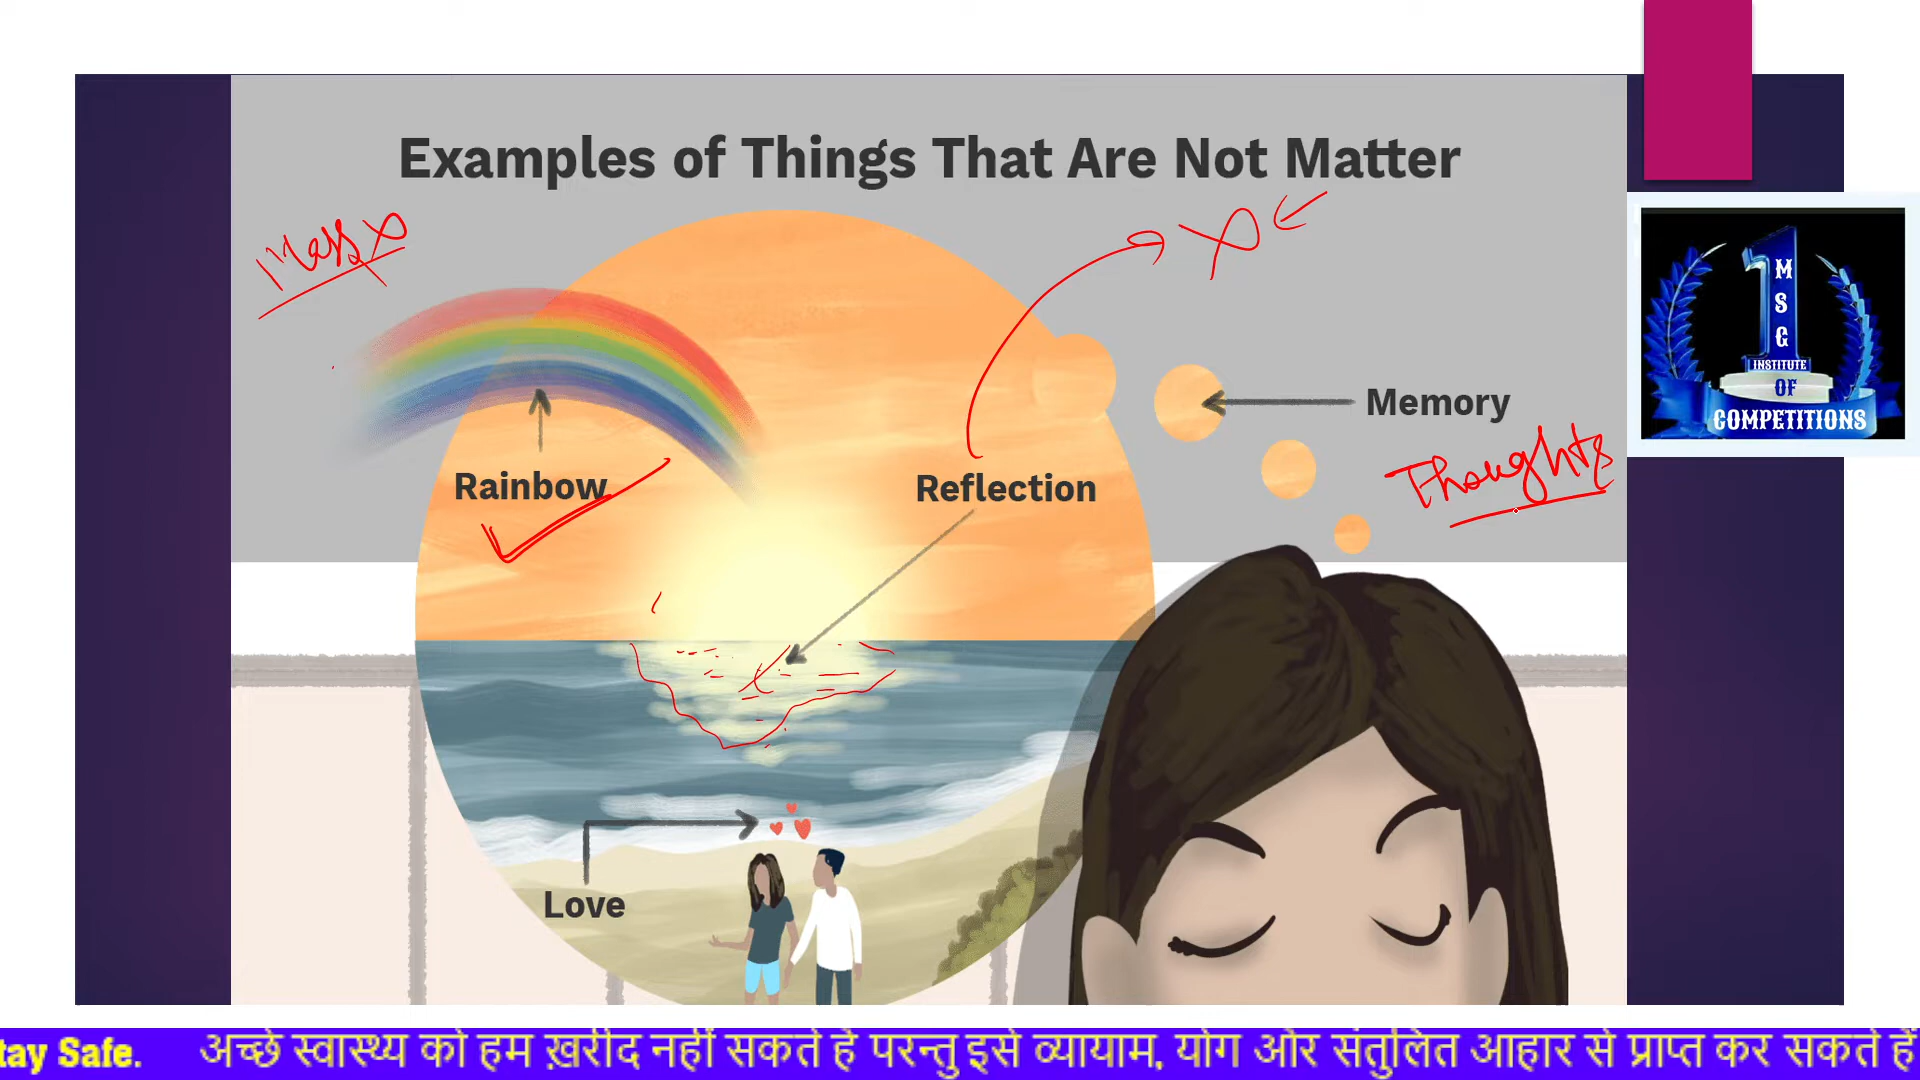 Examples of Things That Are Not Matter
Mass
Memory
Thoughts
Rainbow
Reflection
Love
M
S
G
INSTITUTE
OF
COMPETITIONS
tay Safe. अच्छे स्वास्थ्य को हम ख़रीद नहीं सकते हे परन्तु इसे व्यायाम, योग ओर संतुलित आहार से प्राप्त कर सकते हैं